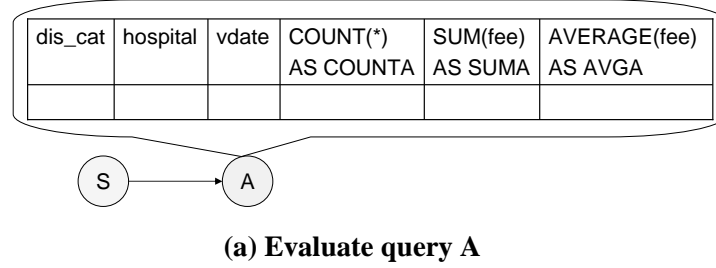 dis_cat hospital vdate COUNT(*) SUM(fee) AVERAGE(fee)
AS COUNTA AS SUMA AS AVGA
S A
(a) Evaluate query A